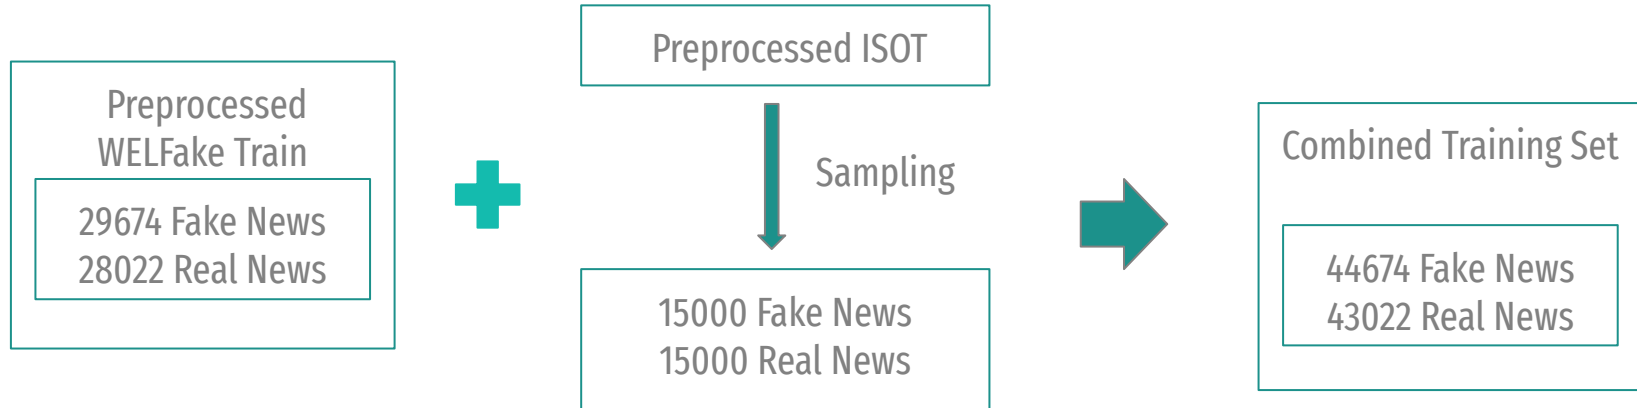 Preprocessed
WELFake Train
29674 Fake News
28022 Real News
Preprocessed ISOT
Sampling
15000 Fake News
15000 Real News
Combined Training Set
44674 Fake News
43022 Real News